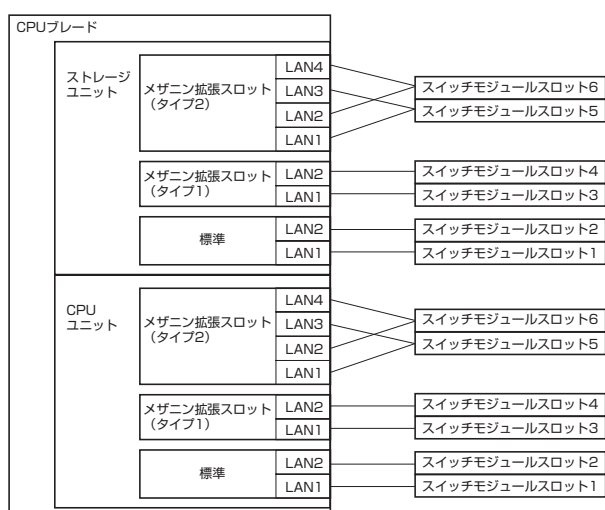 CPUブレード
ストレージ
ユニット
メザニン拡張スロット
（タイプ2）
LAN4
LAN3
LAN2
LAN1
スイッチモジュールスロット6
スイッチモジュールスロット5
メザニン拡張スロット
（タイプ1）
LAN2
LAN1
スイッチモジュールスロット4
スイッチモジュールスロット3
標準
LAN2
LAN1
スイッチモジュールスロット2
スイッチモジュールスロット1
CPU
ユニット
メザニン拡張スロット
（タイプ2）
LAN4
LAN3
LAN2
LAN1
スイッチモジュールスロット6
スイッチモジュールスロット5
メザニン拡張スロット
（タイプ1）
LAN2
LAN1
スイッチモジュールスロット4
スイッチモジュールスロット3
標準
LAN2
LAN1
スイッチモジュールスロット2
スイッチモジュールスロット1